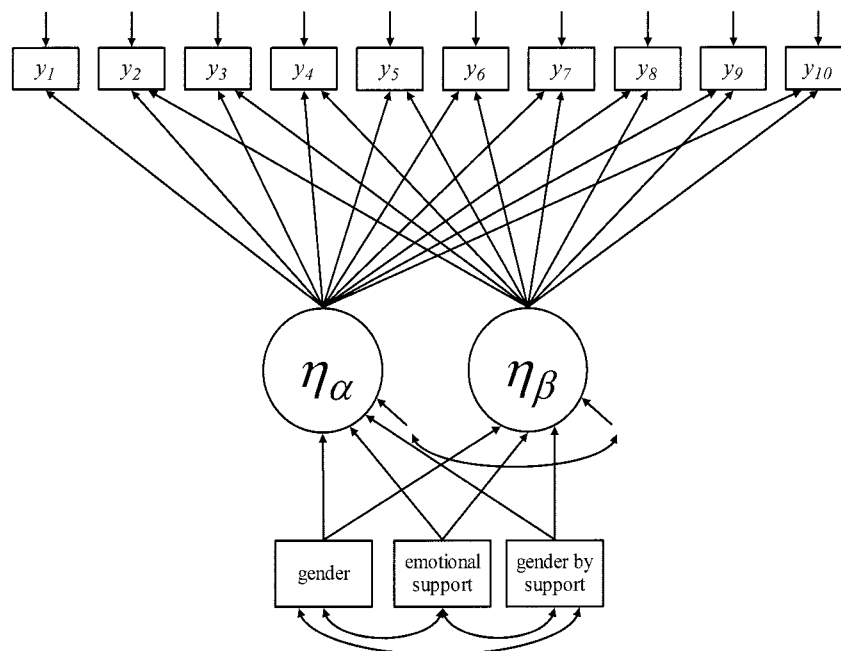 y1 y2 y3 y4 y5 y6 y7 y8 y9 y10
ηα ηβ
gender
emotional
support
gender by
support